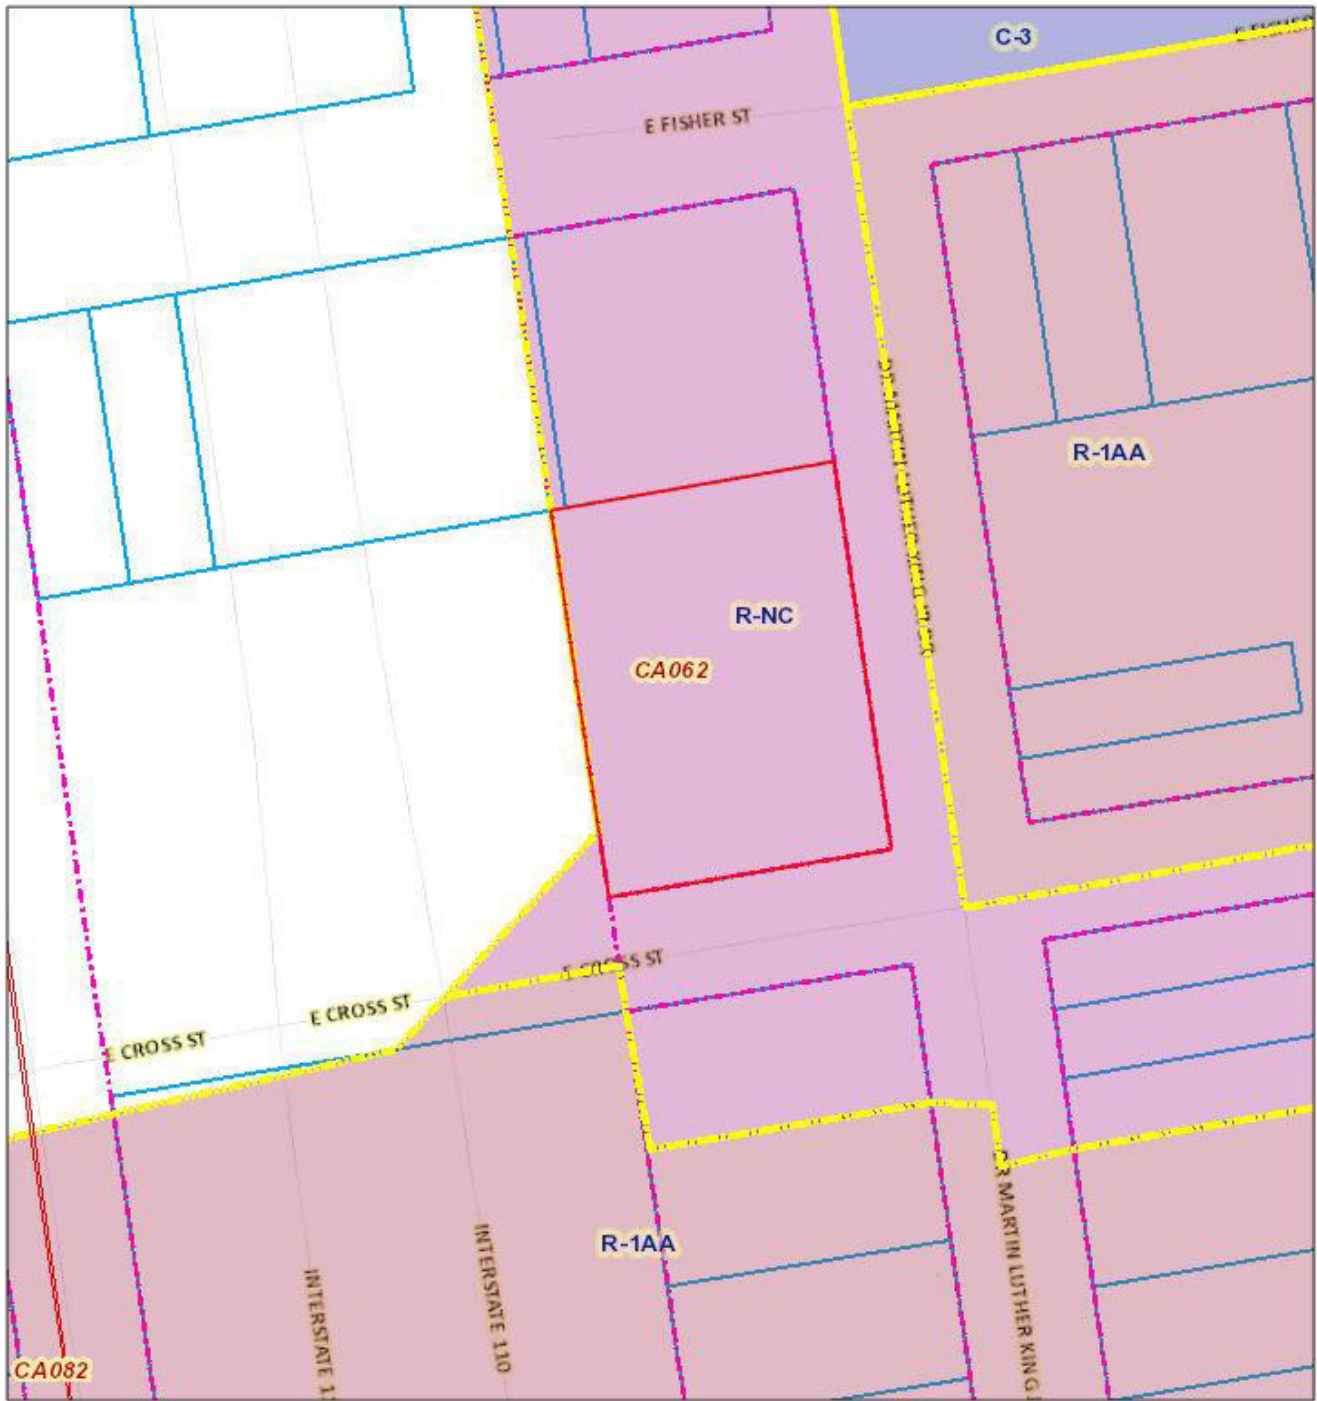 C-3
E FISHER ST
R-1AA
R-NC
CA062
E CROSS ST
E CROSS ST
E CROSS ST
R-1AA
INTERSTATE 110
DR MARTIN LUTHER KING
CA082